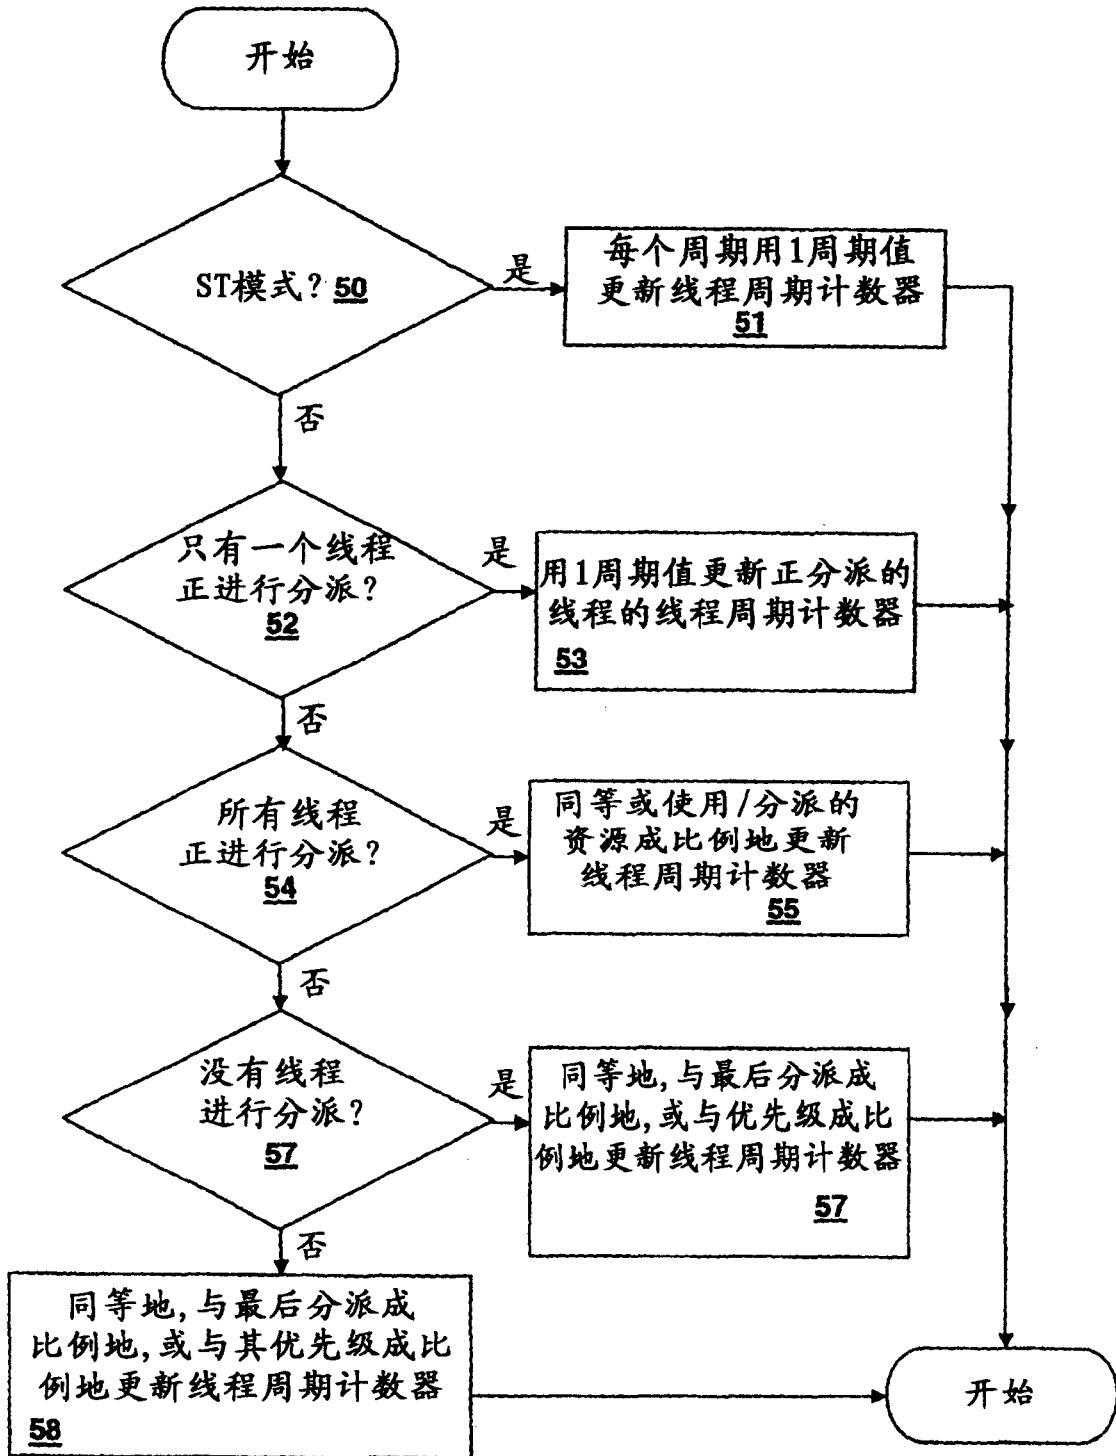 开始
ST模式? 50
是
每个周期用1周期值
更新线程周期计数器
51
否
只有一个线程
正进行分派?
52
是
用1周期值更新正分派的
线程的线程周期计数器
53
否
所有线程
正进行分派?
54
是
同等或使用/分派的
资源成比例地更新
线程周期计数器
55
否
没有线程
进行分派?
57
是
同等地,与最后分派成
比例地,或与优先级成比
例地更新线程周期计数器
57
否
同等地,与最后分派成
比例地,或与其优先级成比
例地更新线程周期计数器
58
开始